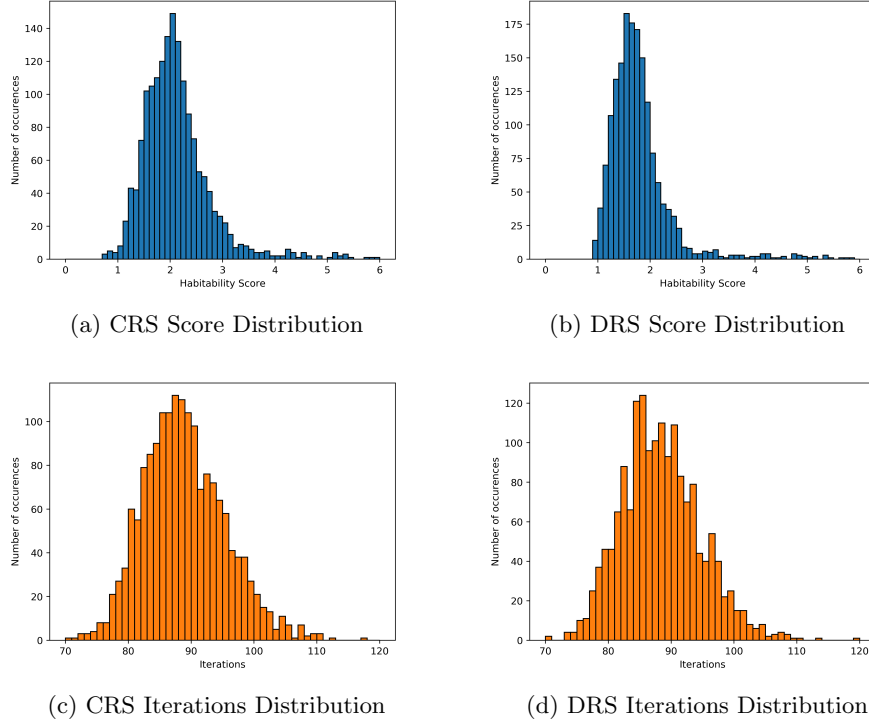 140
120
100
80
60
40
20
0
Number of occurences
0 1 2 3 4 5 6
Habitability Score
(a) CRS Score Distribution
175
150
125
100
75
50
25
0
Number of occurences
0 1 2 3 4 5 6
Habitability Score
(b) DRS Score Distribution
100
80
60
40
20
0
Number of occurences
70 80 90 100 110 120
Iterations
(c) CRS Iterations Distribution
120
100
80
60
40
20
0
Number of occurences
70 80 90 100 110 120
Iterations
(d) DRS Iterations Distribution